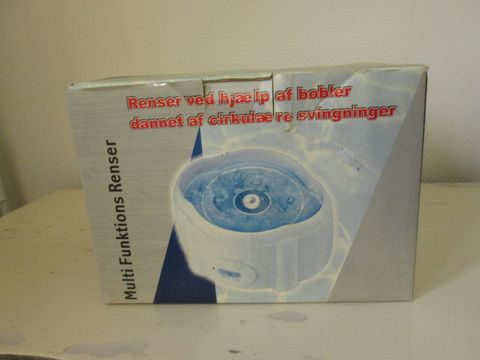 Renser ved hjælp af bobler
dannet af cirkulære svingninger
Multi Funktions Renser